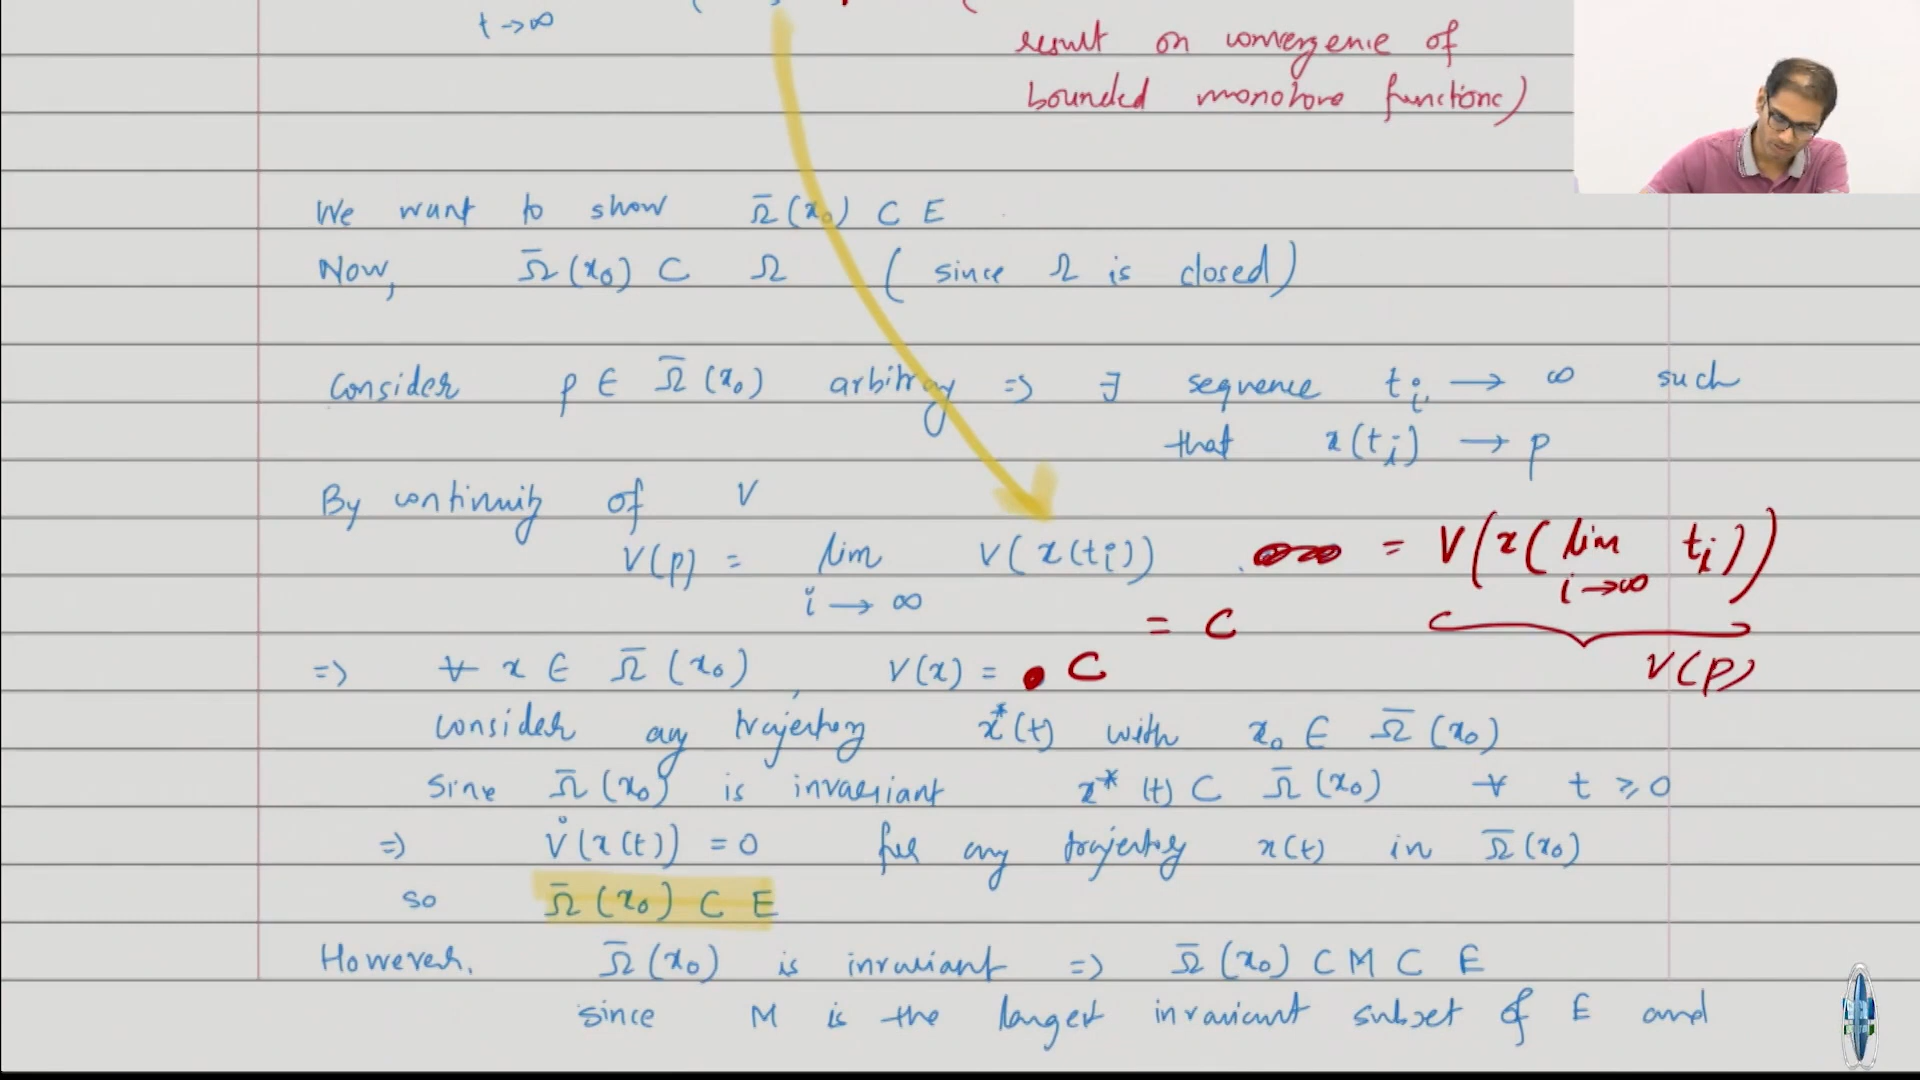 t → ∞
result on convergence of
bounded monotone functions)
We want to show Ω̄(x₀) ⊂ E
Now, Ω̄(x₀) ⊂ Ω (since Ω is closed)
Consider p ∈ Ω̄(x₀) arbitray => ∃ sequence tᵢ → ∞ such
that x(tᵢ) → p
By continuity of V
V(p) = lim V(x(tᵢ)) = V(x(lim tᵢ))
i → ∞ i → ∞
= C
V(p)
=> ∀ x ∈ Ω̄(x₀), V(x) = C
consider any trajectory x*(t) with x₀ ∈ Ω̄(x₀)
Since Ω̄(x₀) is invariant x*(t) ⊂ Ω̄(x₀) ∀ t ≥ 0
=> V̇(x(t)) = 0 for any trajectory x(t) in Ω̄(x₀)
so Ω̄(x₀) ⊂ E
However, Ω̄(x₀) is invariant => Ω̄(x₀) ⊂ M ⊂ E
since M is the largest invariant subset of E and